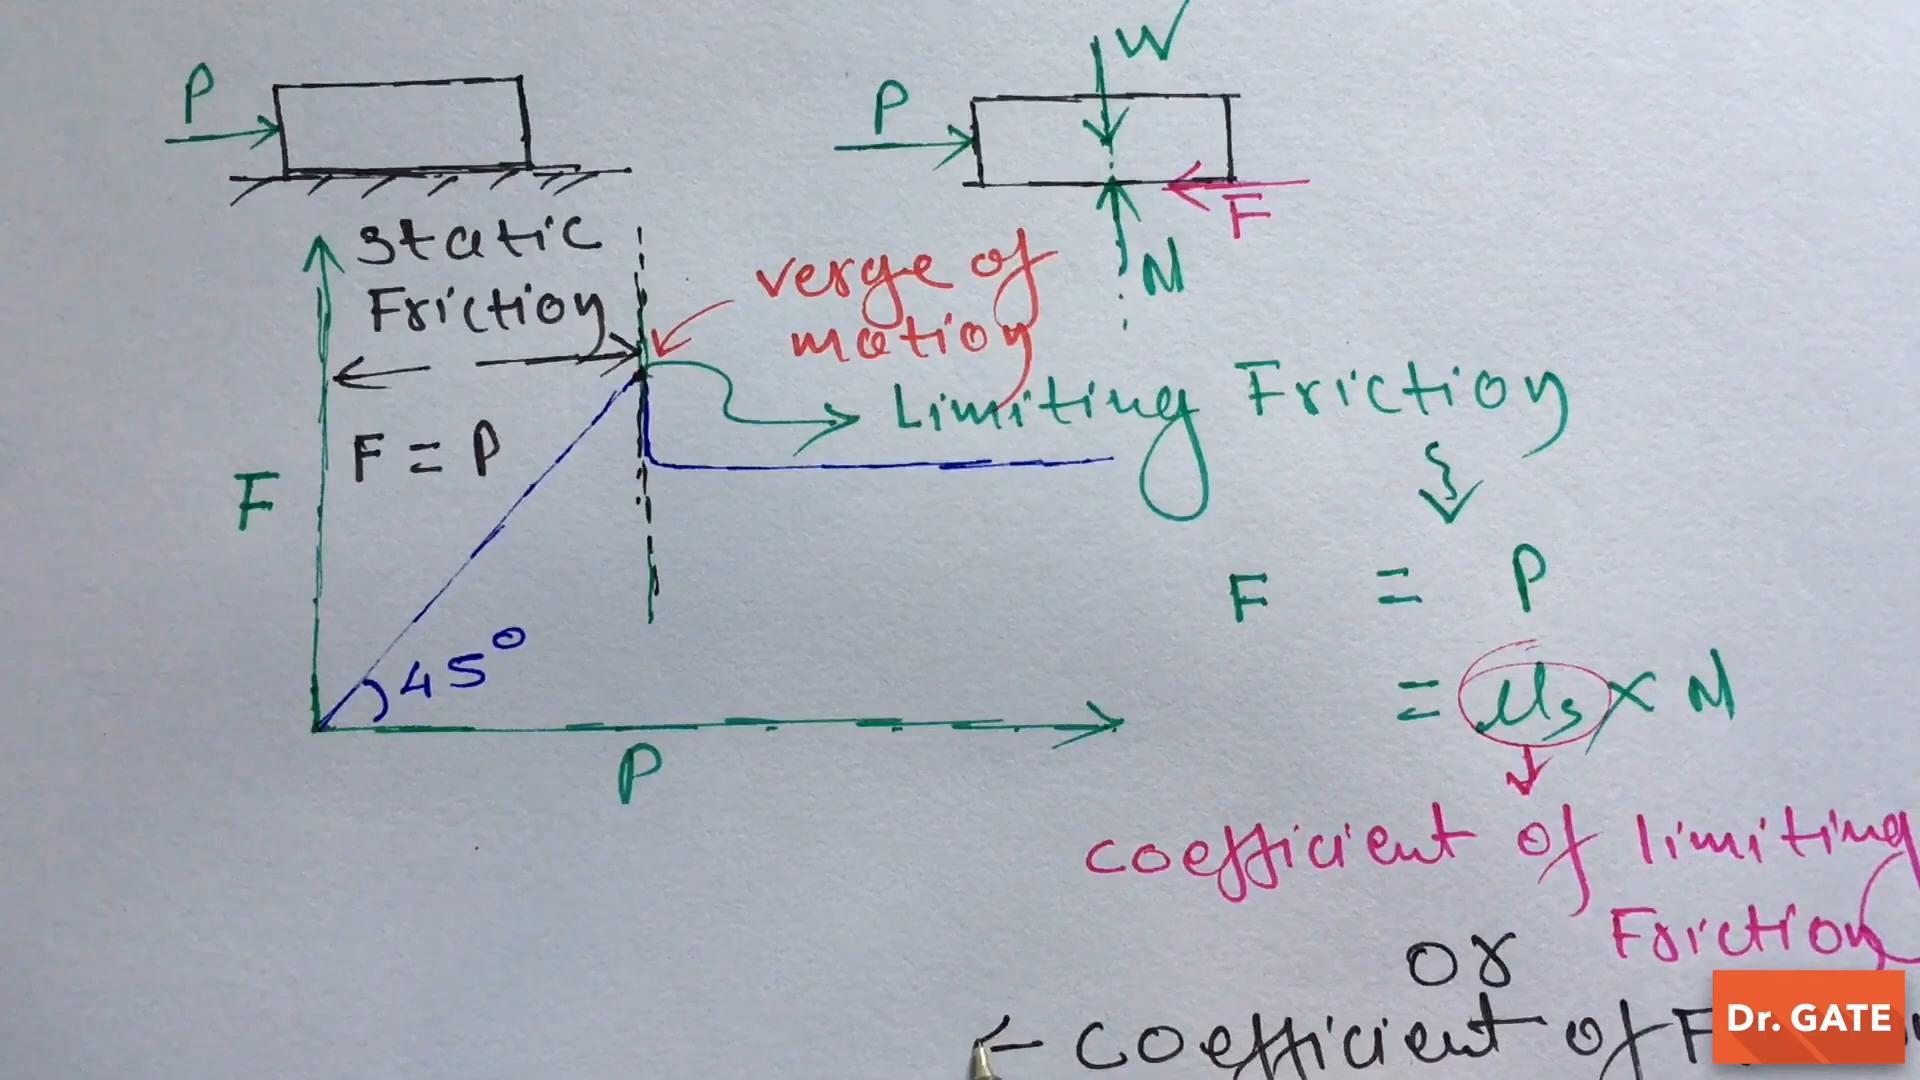 P
W
P
F
N
static
Friction
verge of
motion
Limiting Friction
F = P
F
F = P
= μs × N
45°
P
coefficient of limiting
Friction
or
coefficient of
Dr. GATE